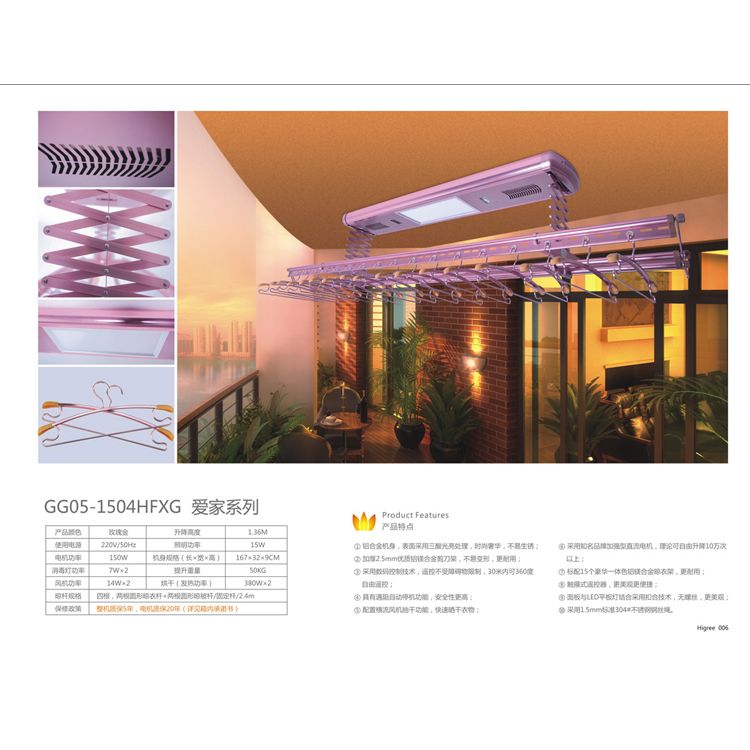 GG05-1504HFXG 爱家系列
产品颜色 玫瑰金 升降高度 1.36M
使用电源 220V/50Hz 照明功率 15W
电机功率 150W 机身规格（长×宽×高） 167×32×9CM
消毒灯功率 7W×2 提升重量 50KG
风机功率 14W×2 烘干（发热功率） 380W×2
晾杆规格 四根，两根圆形晾衣杆+两根圆形晾被杆/固定杆/2.4m
保修政策 整机质保5年，电机质保20年（详见箱内承诺书）
Product Features
产品特点
① 铝合金机身，表面采用三酸光亮处理，时尚奢华，不易生锈；
② 加厚2.5mm优质铝镁合金剪刀架，不易变形，更耐用；
③ 采用数码控制技术，遥控不受障碍物限制，30米内可360度
自由遥控；
④ 具有遇阻自动停机功能，安全性更高；
⑤ 配置横流风机抽干功能，快速晒干衣物；
⑥ 采用知名品牌加强型直流电机，理论可自由升降10万次
以上；
⑦ 标配15个豪华一体色铝镁合金晾衣架，更耐用；
⑧ 触摸式遥控器，更美观更便捷；
⑨ 面板与LED平板灯结合采用扣合技术，无螺丝，更美观；
⑩ 采用1.5mm标准304#不锈钢钢丝绳。
Higree 006